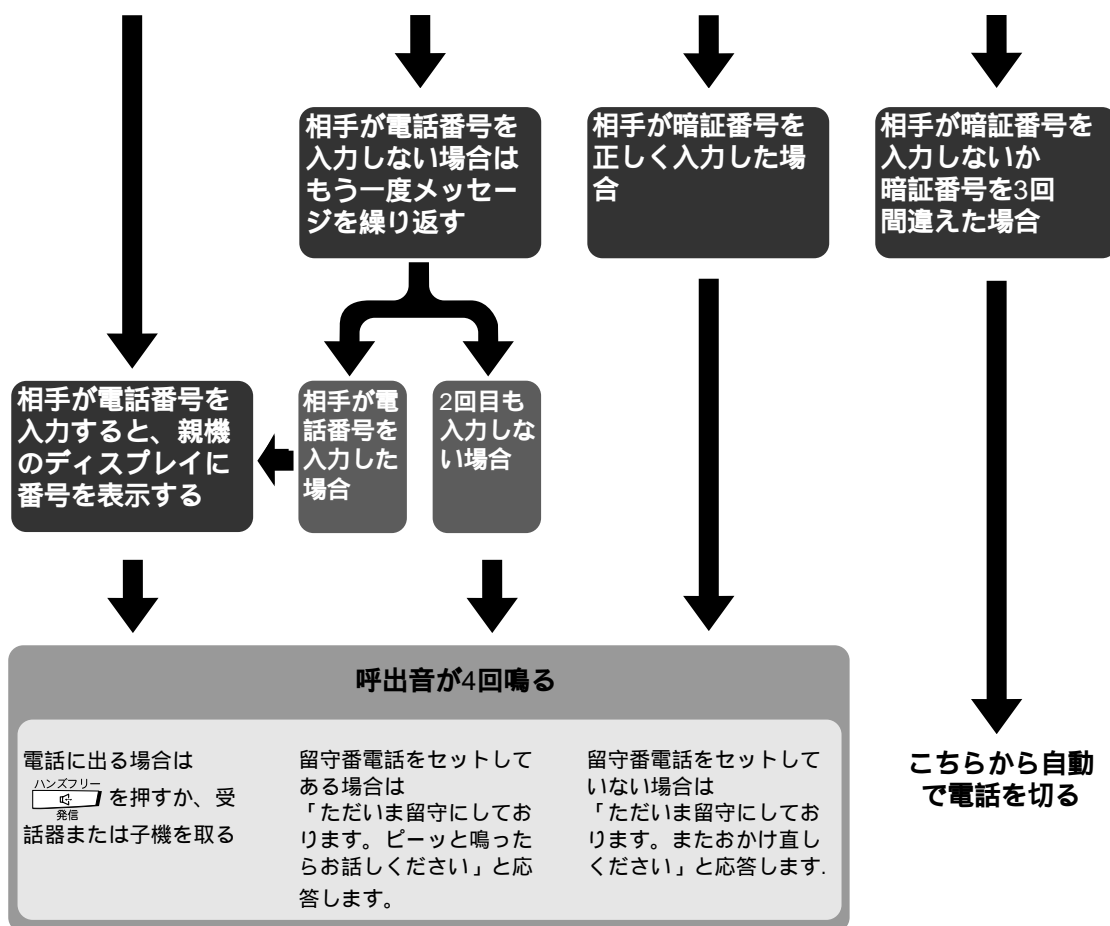 相手が電話番号を
入力しない場合は
もう一度メッセー
ジを繰り返す
相手が暗証番号を
正しく入力した場
合
相手が暗証番号を
入力しないか
暗証番号を3回
間違えた場合
相手が電話番号を
入力すると、親機
のディスプレイに
番号を表示する
相手が電
話番号を
入力した
場合
2回目も
入力しな
い場合
呼出音が4回鳴る
電話に出る場合は
ハンズフリー
発信
を押すか、受
話器または子機を取る
留守番電話をセットして
ある場合は
「ただいま留守にしてお
ります。ピーッと鳴った
らお話しください」と応
答します。
留守番電話をセットして
いない場合は
「ただいま留守にしてお
ります。またおかけ直し
ください」と応答します.
こちらから自動
で電話を切る